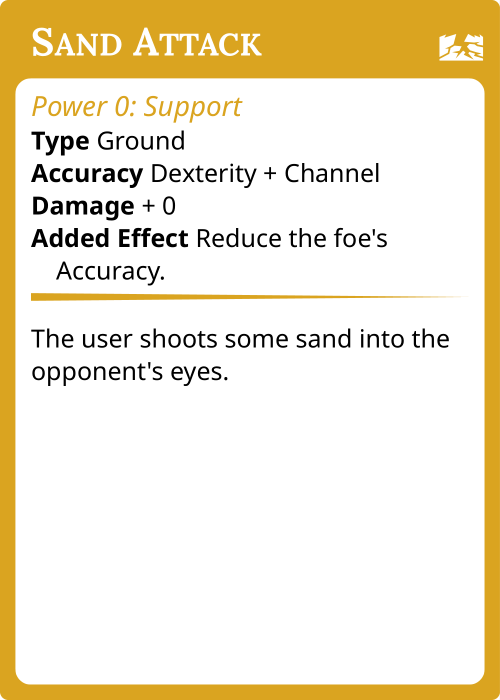 Sand Attack
Power 0: Support
Type Ground
Accuracy Dexterity + Channel
Damage + 0
Added Effect Reduce the foe's
Accuracy.
The user shoots some sand into the
opponent's eyes.